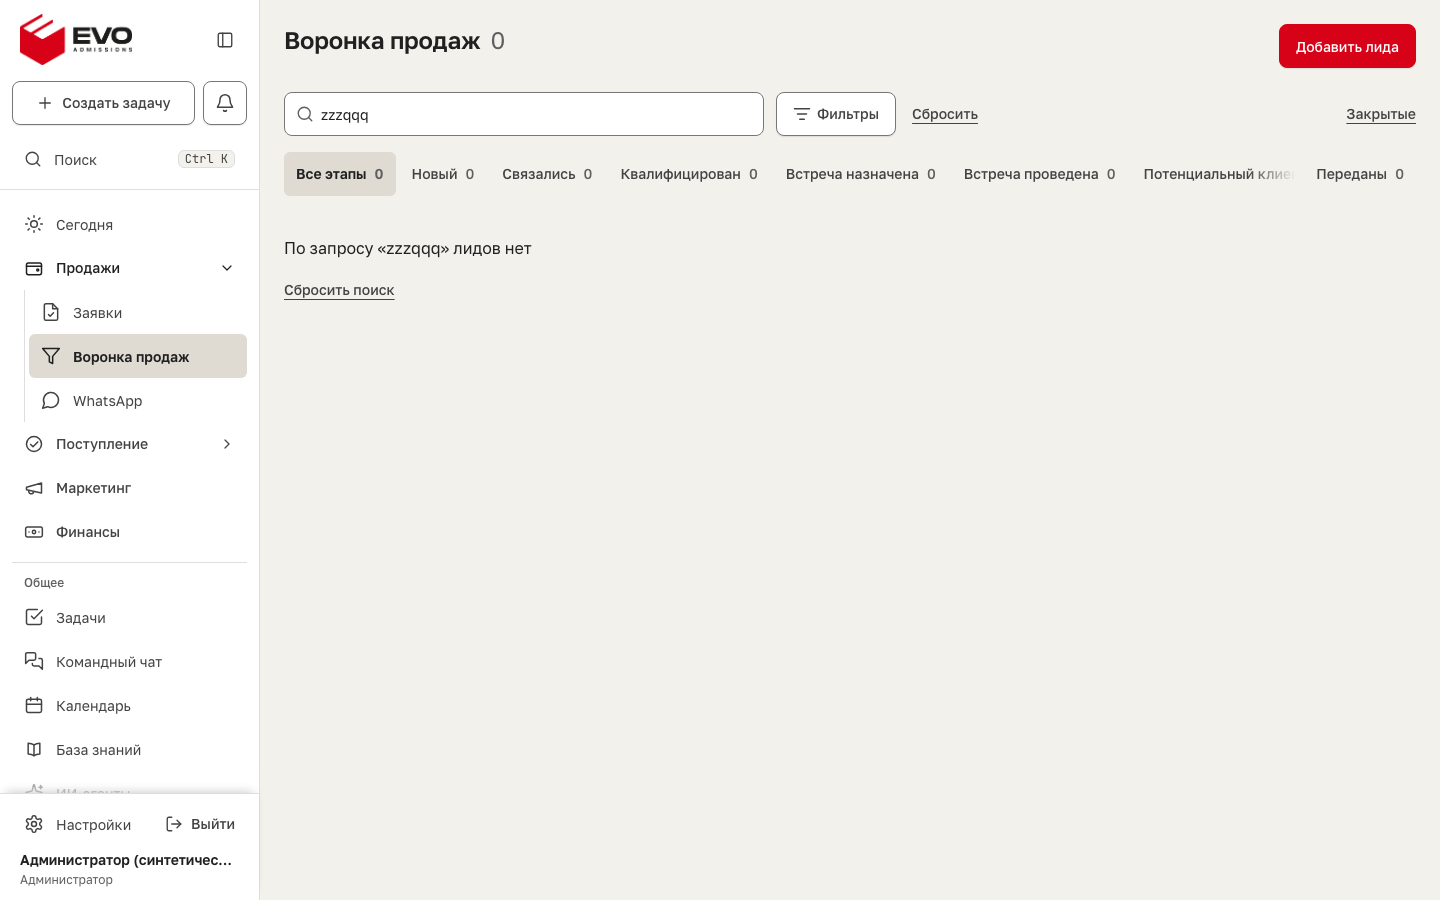 EVO
ADMISSIONS
Создать задачу
Поиск
Ctrl K
Сегодня
Продажи
Заявки
Воронка продаж
WhatsApp
Поступление
Маркетинг
Финансы
Общее
Задачи
Командный чат
Календарь
База знаний
Настройки
Выйти
Администратор (синтетичес…
Администратор
Воронка продаж 0
Добавить лида
zzzqqq
Фильтры
Сбросить
Закрытые
Все этапы 0
Новый 0
Связались 0
Квалифицирован 0
Встреча назначена 0
Встреча проведена 0
Потенциальный клие
Переданы 0
По запросу «zzzqqq» лидов нет
Сбросить поиск